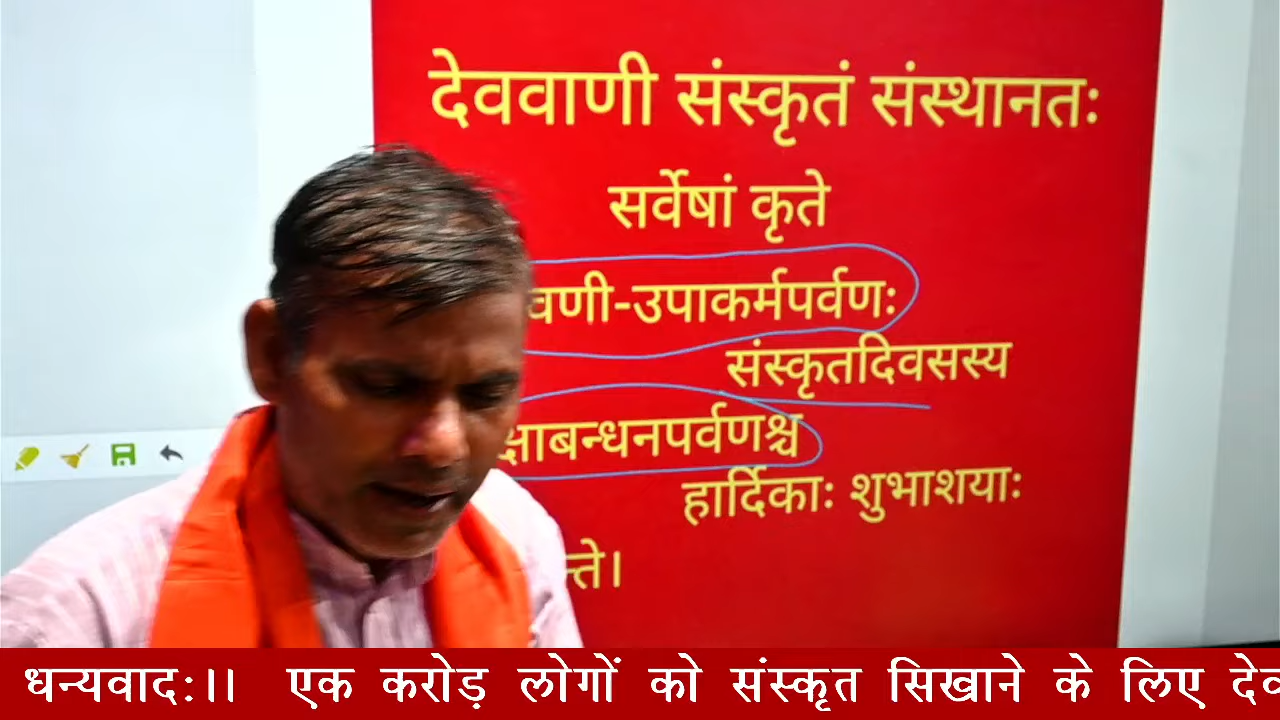 देववाणी संस्कृतं संस्थानतः
सर्वेषां कृते
वणी-उपाकर्मपर्वणः
संस्कृतदिवसस्य
क्षाबन्धनपर्वणश्च
हार्दिकाः शुभाशयाः
न्ते।
धन्यवादः।। एक करोड़ लोगों को संस्कृत सिखाने के लिए देव